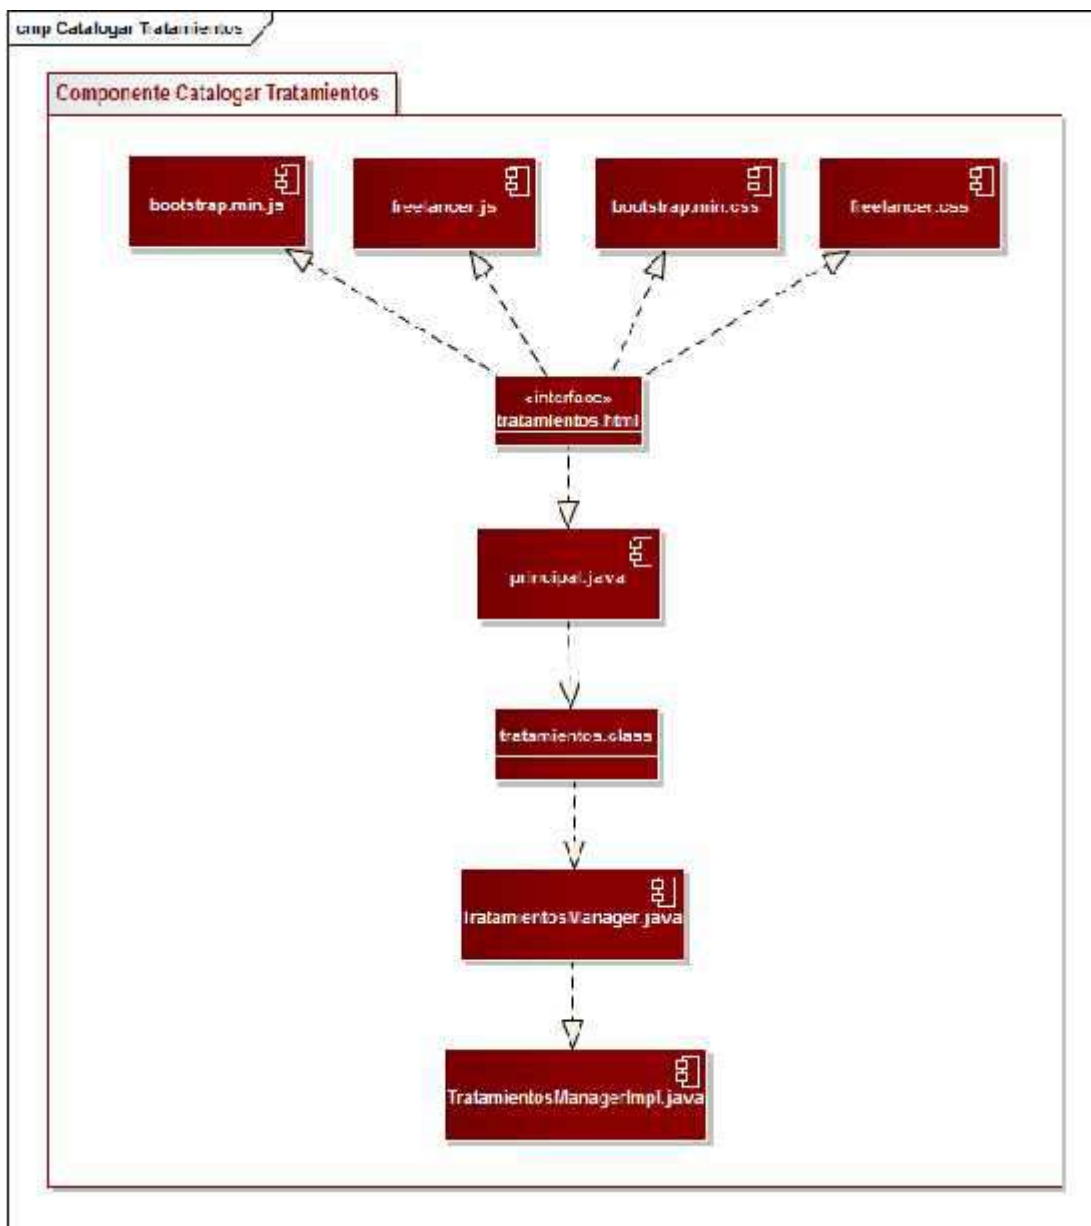 cmp Catalogar Tratamientos
Componente Catalogar Tratamientos
bootstrap.min.js
freelancer.js
bootstrap.min.css
freelancer.css
«interface»
tratamientos.html
principal.java
tratamientos.class
TratamientosManager.java
TratamientosManagerImpl.java